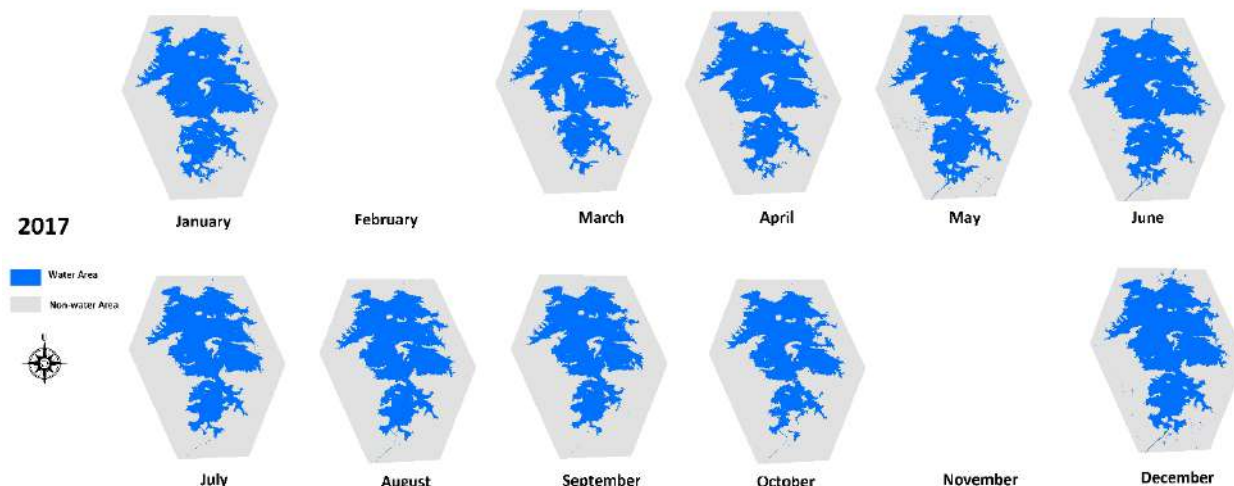 January
February
March
April
May
June
2017
Water Area
Non-water Area
July
August
September
October
November
December